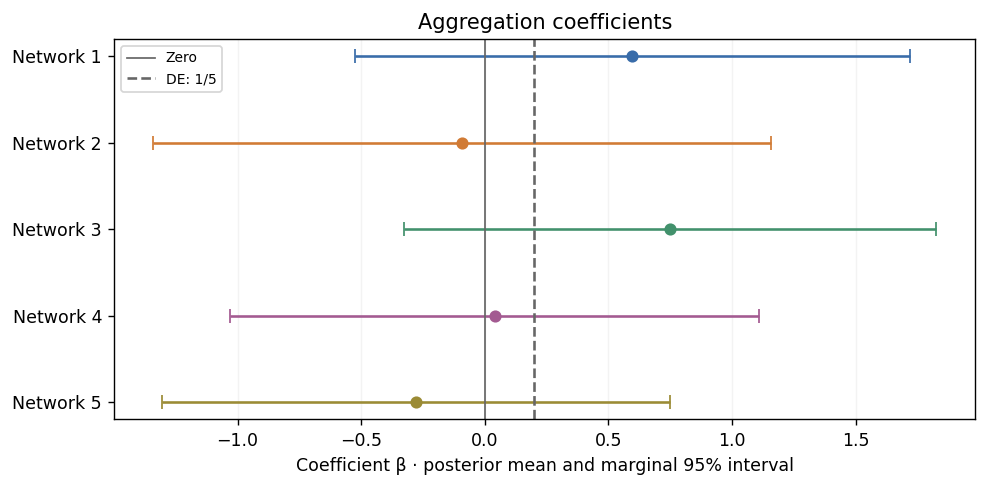 Aggregation coefficients
Zero
DE: 1/5
Network 1
Network 2
Network 3
Network 4
Network 5
−1.0 −0.5 0.0 0.5 1.0 1.5
Coefficient β · posterior mean and marginal 95% interval